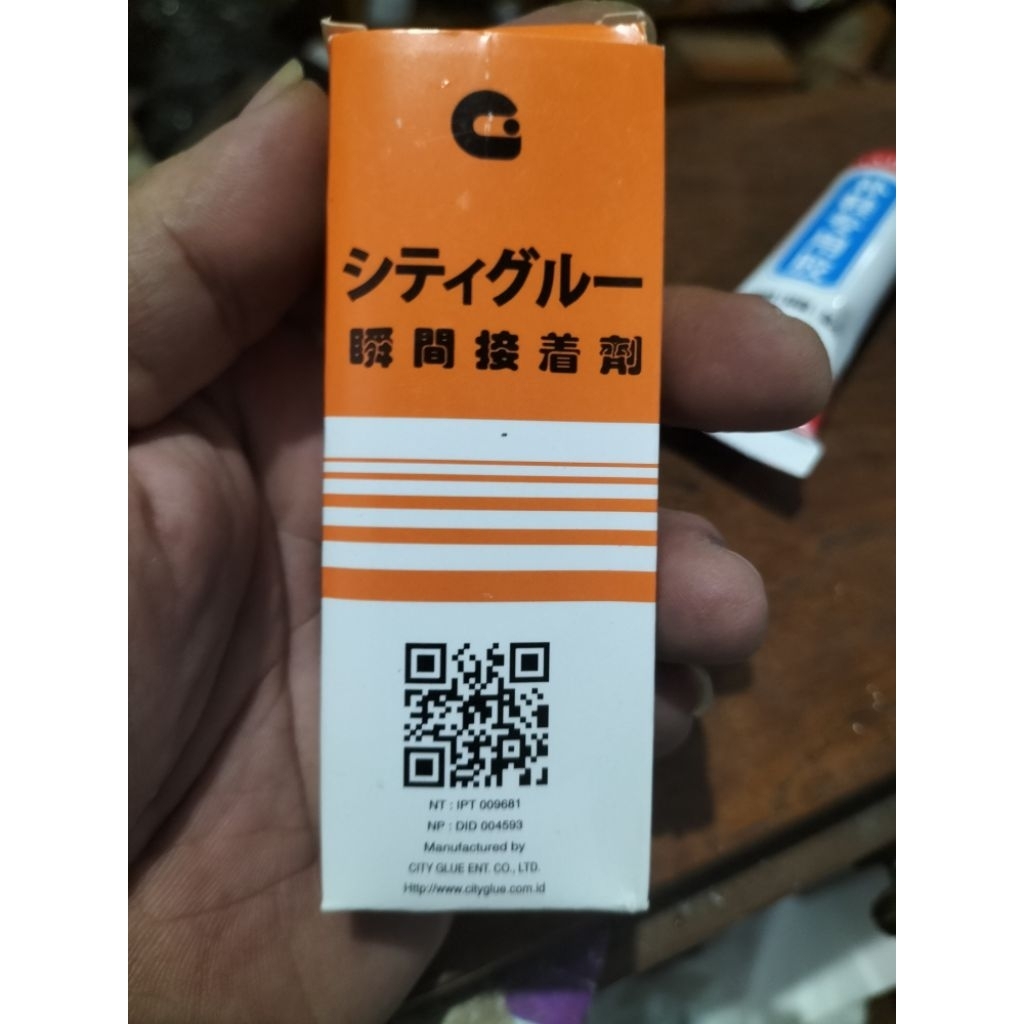 シティグルー
瞬間接着劑
NT : IPT 009681
NP : DID 004593
Manufactured by
CITY GLUE ENT. CO., LTD.
Http://www.cityglue.com.id